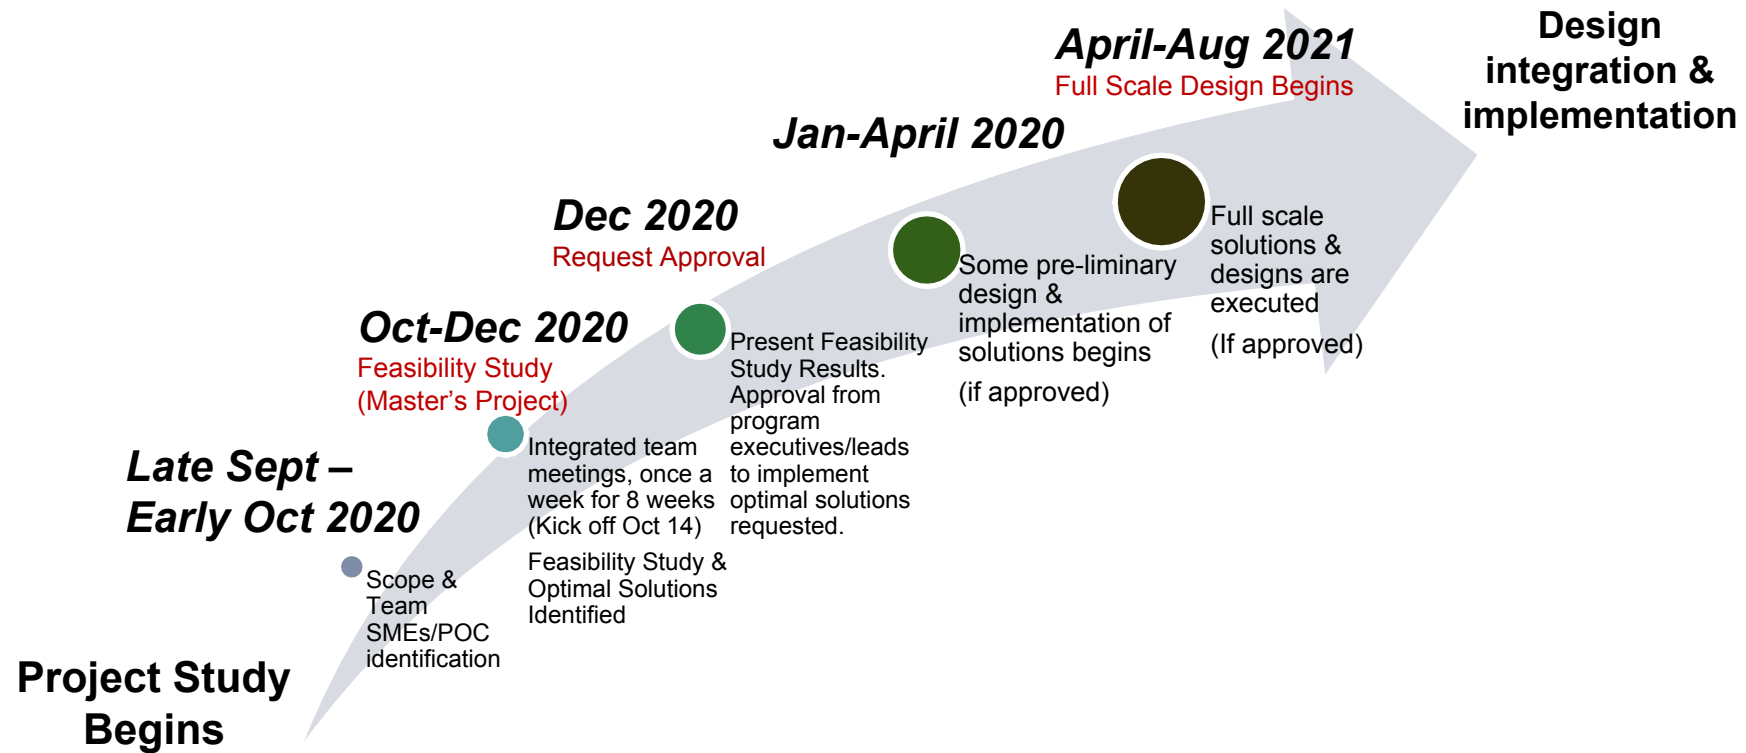 Project Study
Begins
Late Sept –
Early Oct 2020
Scope &
Team
SMEs/POC
identification
Oct-Dec 2020
Feasibility Study
(Master’s Project)
Integrated team
meetings, once a
week for 8 weeks
(Kick off Oct 14)
Feasibility Study &
Optimal Solutions
Identified
Dec 2020
Request Approval
Present Feasibility
Study Results.
Approval from
program
executives/leads
to implement
optimal solutions
requested.
Jan-April 2020
Some pre-liminary
design &
implementation of
solutions begins
(if approved)
April-Aug 2021
Full Scale Design Begins
Full scale
solutions &
designs are
executed
(If approved)
Design
integration &
implementation